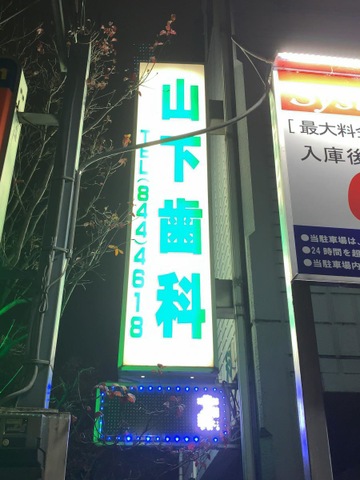 山下歯科
TEL(844)4618
[最大料
入庫後
●当駐車場は、
●24時間を超
●当駐車場内